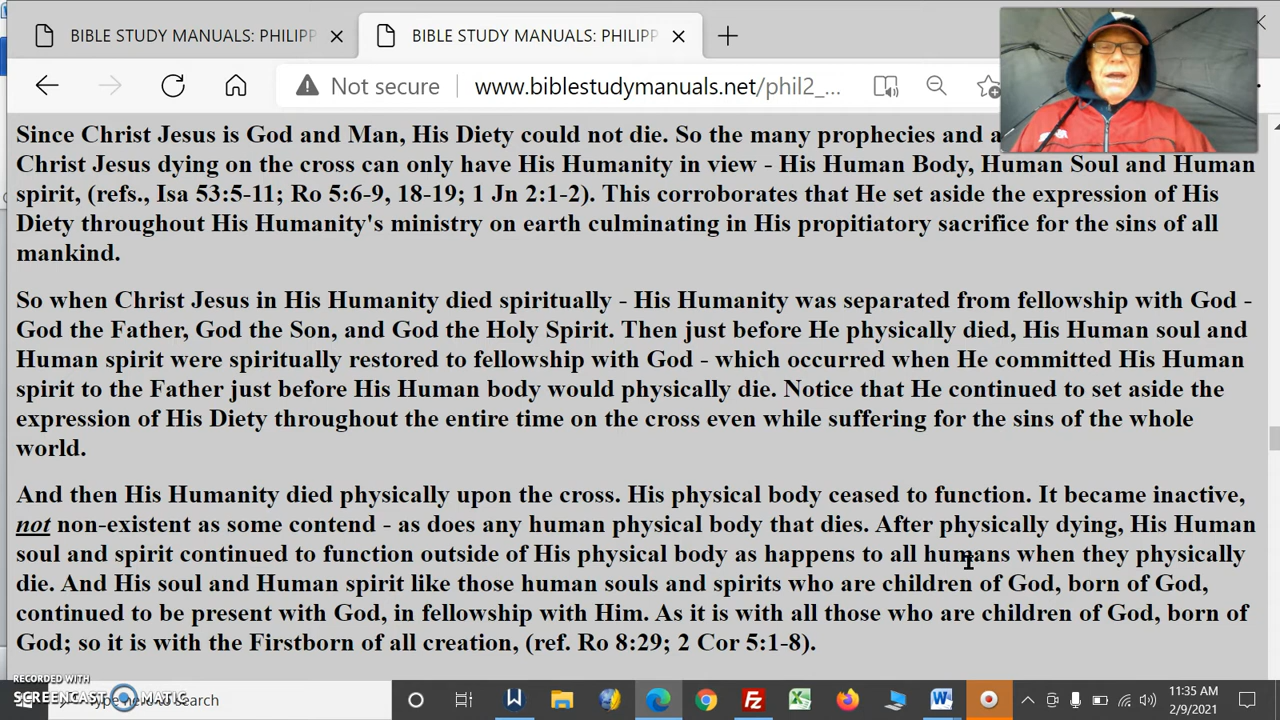 BIBLE STUDY MANUALS: PHILIPP
BIBLE STUDY MANUALS: PHILIPP
Not secure
www.biblestudymanuals.net/phil2_...
Since Christ Jesus is God and Man, His Diety could not die. So the many prophecies and a
Christ Jesus dying on the cross can only have His Humanity in view - His Human Body, Human Soul and Human
spirit, (refs., Isa 53:5-11; Ro 5:6-9, 18-19; 1 Jn 2:1-2). This corroborates that He set aside the expression of His
Diety throughout His Humanity's ministry on earth culminating in His propitiatory sacrifice for the sins of all
mankind.
So when Christ Jesus in His Humanity died spiritually - His Humanity was separated from fellowship with God -
God the Father, God the Son, and God the Holy Spirit. Then just before He physically died, His Human soul and
Human spirit were spiritually restored to fellowship with God - which occurred when He committed His Human
spirit to the Father just before His Human body would physically die. Notice that He continued to set aside the
expression of His Diety throughout the entire time on the cross even while suffering for the sins of the whole
world.
And then His Humanity died physically upon the cross. His physical body ceased to function. It became inactive,
not non-existent as some contend - as does any human physical body that dies. After physically dying, His Human
soul and spirit continued to function outside of His physical body as happens to all humans when they physically
die. And His soul and Human spirit like those human souls and spirits who are children of God, born of God,
continued to be present with God, in fellowship with Him. As it is with all those who are children of God, born of
God; so it is with the Firstborn of all creation, (ref. Ro 8:29; 2 Cor 5:1-8).
RECORDED WITH
SCREENCAST MATIC
Type here to search
11:35 AM
2/9/2021